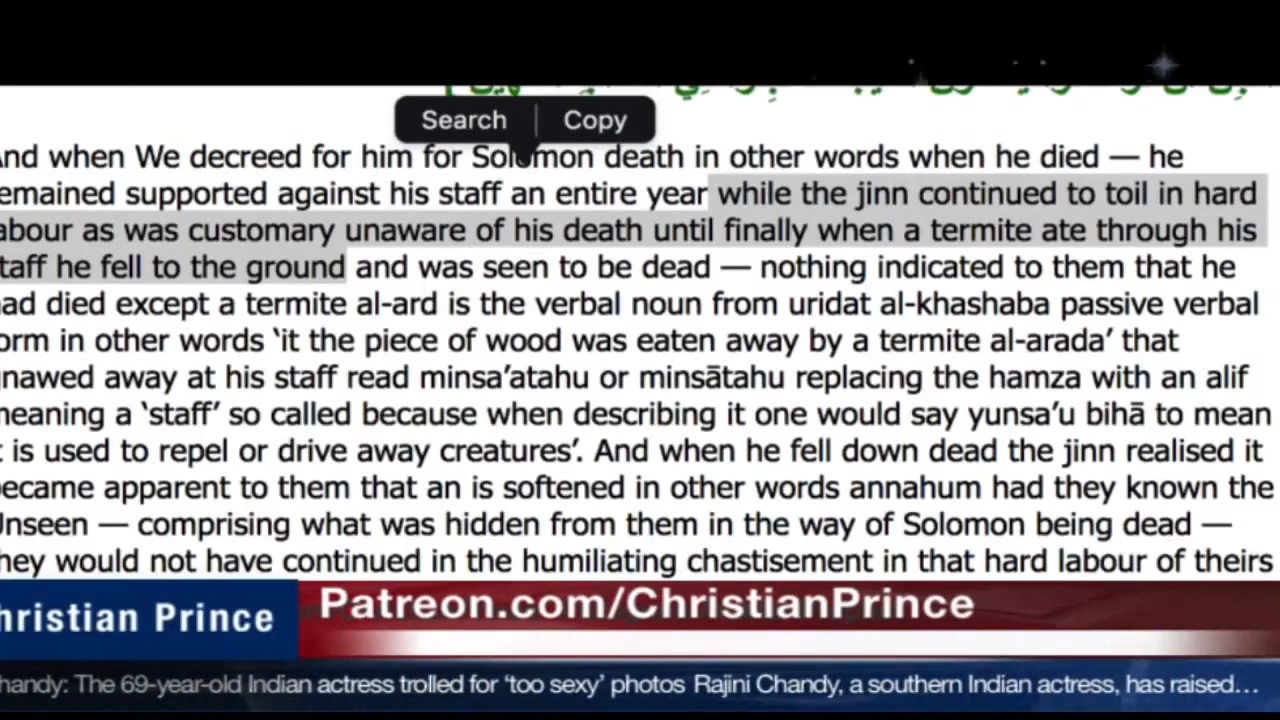 Search Copy
And when We decreed for him for Solomon death in other words when he died — he
emained supported against his staff an entire year while the jinn continued to toil in hard
abour as was customary unaware of his death until finally when a termite ate through his
taff he fell to the ground and was seen to be dead — nothing indicated to them that he
ad died except a termite al-ard is the verbal noun from uridat al-khashaba passive verbal
orm in other words ‘it the piece of wood was eaten away by a termite al-arada’ that
gnawed away at his staff read minsa’atahu or minsātahu replacing the hamza with an alif
meaning a ‘staff’ so called because when describing it one would say yunsa’u bihā to mean
t is used to repel or drive away creatures’. And when he fell down dead the jinn realised it
became apparent to them that an is softened in other words annahum had they known the
Unseen — comprising what was hidden from them in the way of Solomon being dead —
hey would not have continued in the humiliating chastisement in that hard labour of theirs
hristian Prince
Patreon.com/ChristianPrince
handy: The 69-year-old Indian actress trolled for ‘too sexy’ photos Rajini Chandy, a southern Indian actress, has raised...